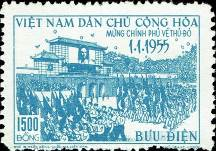 VIỆT NAM DÂN CHỦ CỘNG HÒA
MỪNG CHÍNH PHỦ VỀ THỦ ĐÔ
1.1.1955
1500
ĐỒNG
BƯU-ĐIỆN